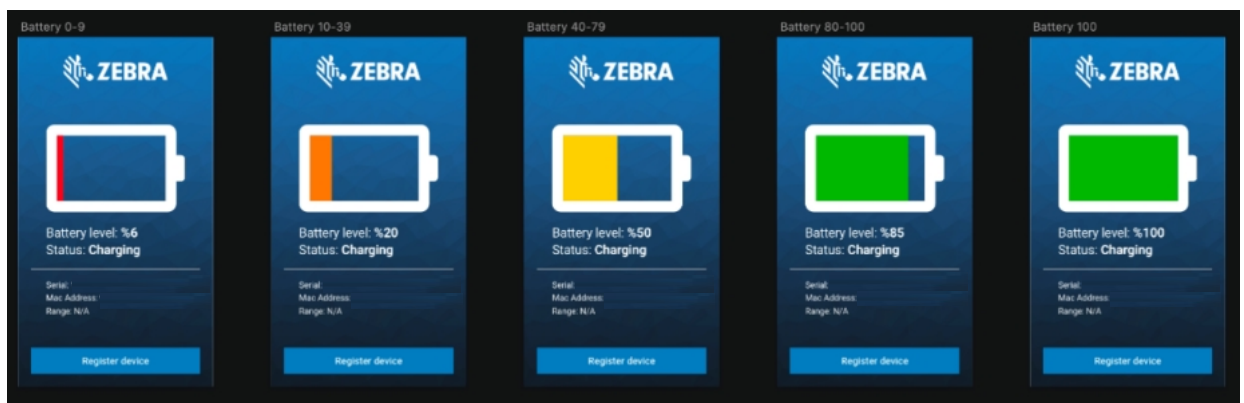 Battery 0-9
ZEBRA
Battery level: %6
Status: Charging
Serial:
Mac Address:
Range: N/A
Register device
Battery 10-39
ZEBRA
Battery level: %20
Status: Charging
Serial:
Mac Address:
Range: N/A
Register device
Battery 40-79
ZEBRA
Battery level: %50
Status: Charging
Serial:
Mac Address:
Range: N/A
Register device
Battery 80-100
ZEBRA
Battery level: %85
Status: Charging
Serial:
Mac Address:
Range: N/A
Register device
Battery 100
ZEBRA
Battery level: %100
Status: Charging
Serial:
Mac Address:
Range: N/A
Register device